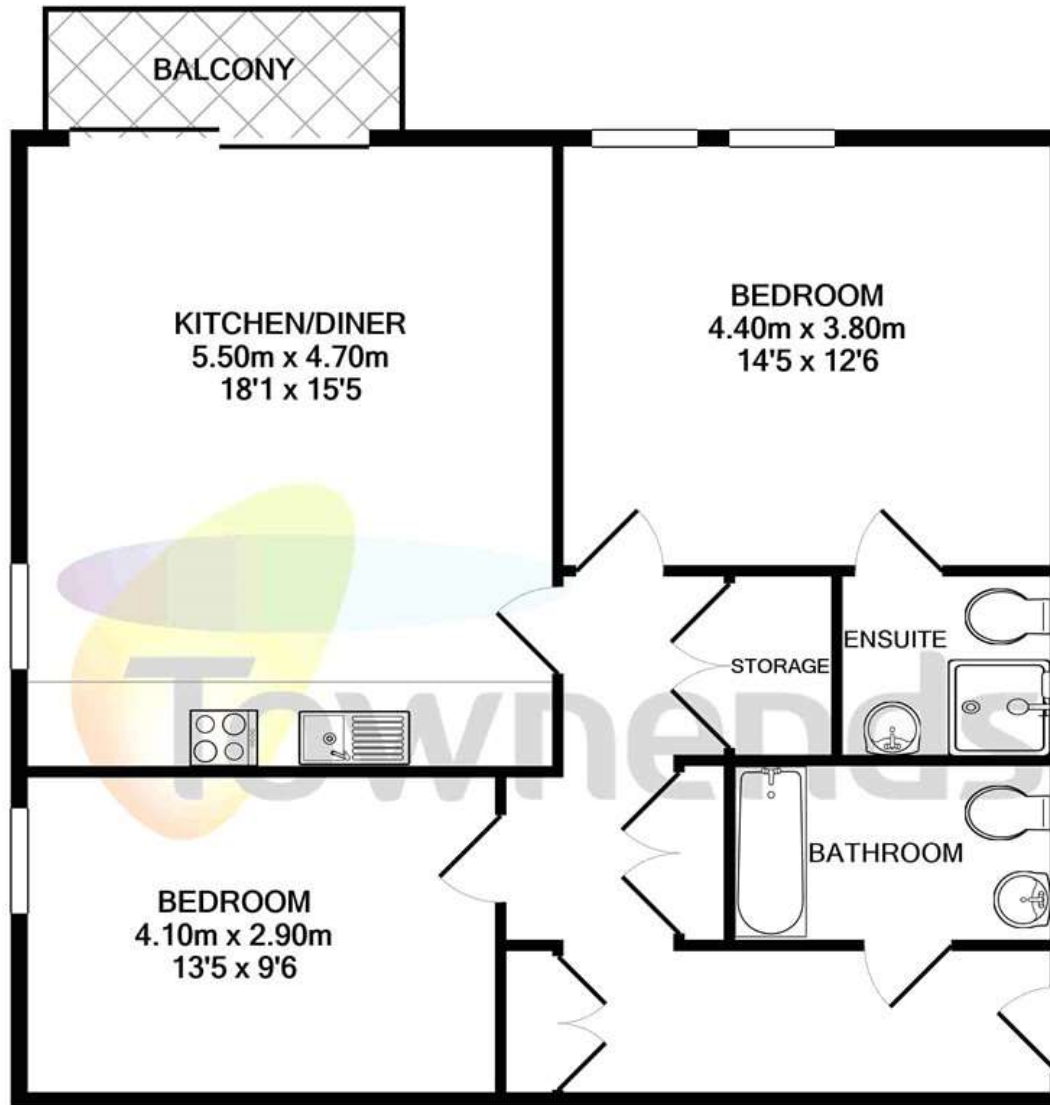 BALCONY
KITCHEN/DINER
5.50m x 4.70m
18'1 x 15'5
BEDROOM
4.40m x 3.80m
14'5 x 12'6
ENSUITE
STORAGE
Townends
BATHROOM
BEDROOM
4.10m x 2.90m
13'5 x 9'6